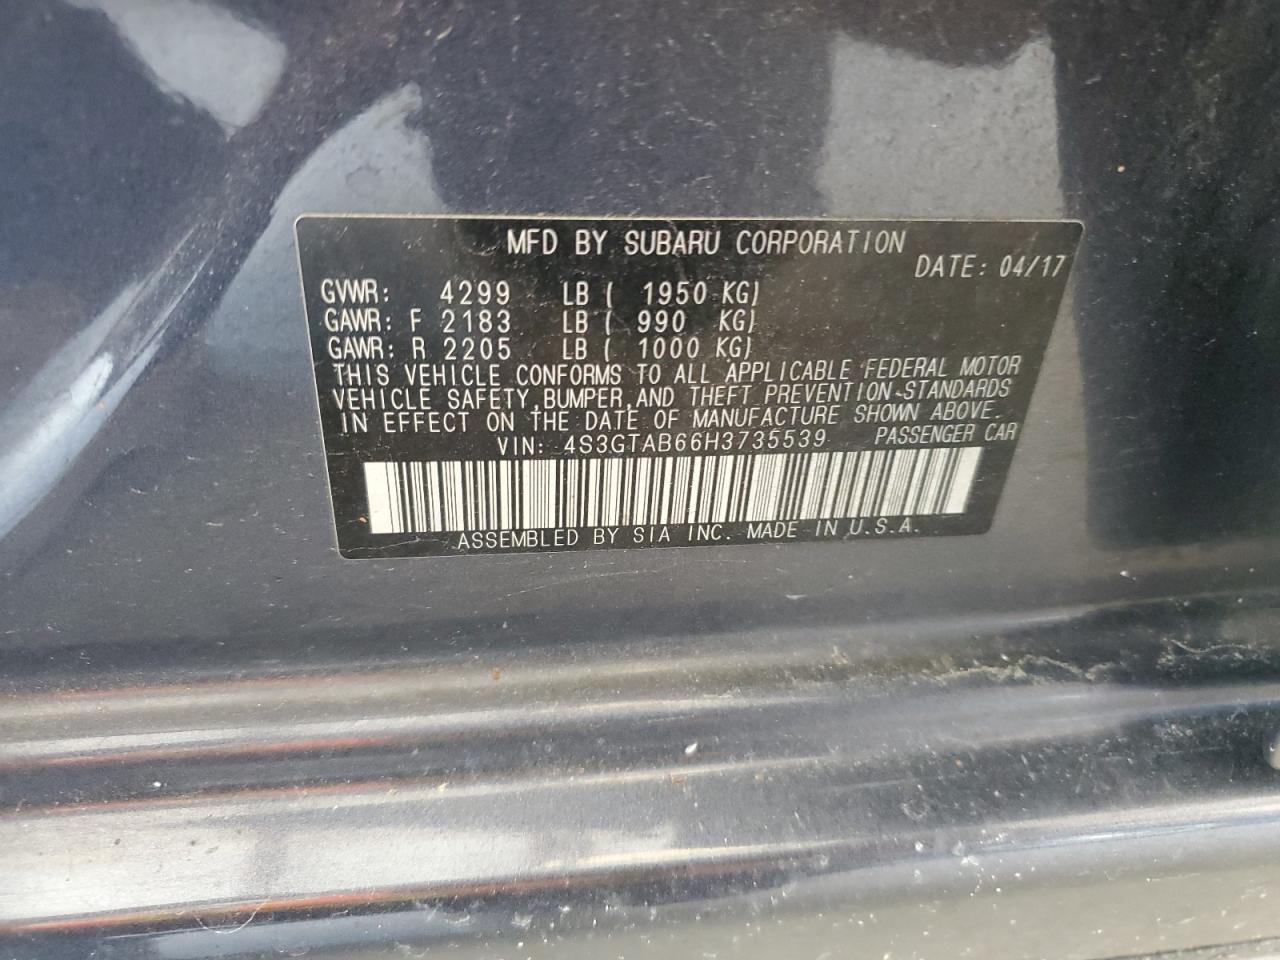 MFD BY SUBARU CORPORATION
DATE: 04/17
GVWR: 4299 LB ( 1950 KG)
GAWR: F 2183 LB ( 990 KG)
GAWR: R 2205 LB ( 1000 KG)
THIS VEHICLE CONFORMS TO ALL APPLICABLE FEDERAL MOTOR
VEHICLE SAFETY, BUMPER, AND THEFT PREVENTION STANDARDS
IN EFFECT ON THE DATE OF MANUFACTURE SHOWN ABOVE.
VIN: 4S3GTAB66H3735539 PASSENGER CAR
ASSEMBLED BY SIA INC. MADE IN U.S.A.